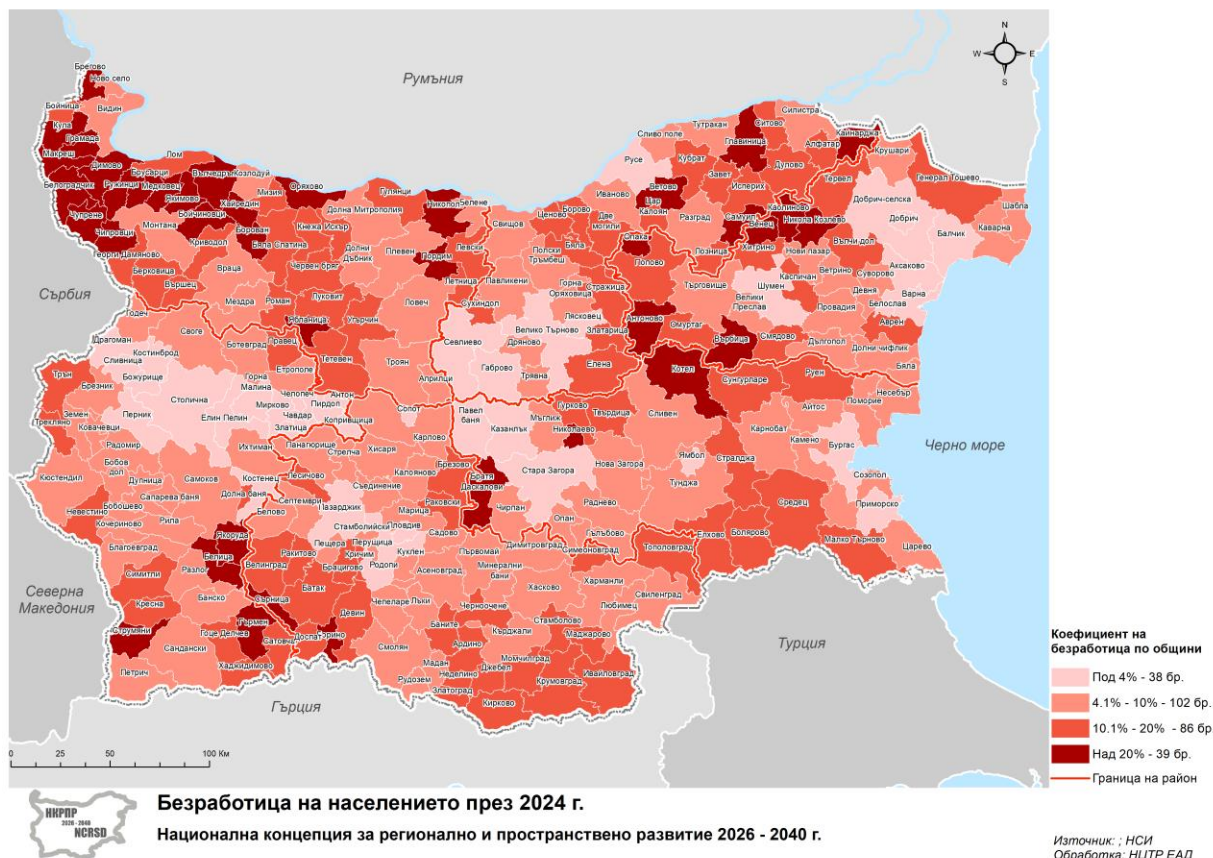 N
W E
S
Румъния
Сърбия
Северна
Македония
Гърция
Турция
Черно море
Брегово
Ново село
Бойница
Видин
Кула
Грамада
Макреш
Димово
Лом
Белоградчик
Ружинци
Брусарци
Медковец
Вълчедръм
Козлодуй
Якимово
Хайредин
Мизия
Оряхово
Чупрене
Чипровци
Монтана
Бойчиновци
Криводол
Борован
Бяла Слатина
Георги Дамяново
Берковица
Вършец
Враца
Мездра
Роман
Кнежа
Искър
Долна Митрополия
Гулянци
Никопол
Белене
Долни
Дъбник
Плевен
Пордим
Левски
Червен бряг
Луковит
Летница
Ловеч
Угърчин
Ябланица
Тетевен
Троян
Априлци
Правец
Ботевград
Етрополе
Свищов
Павликени
Сухиндол
Полски
Тръмбеш
Горна
Оряховица
Стражица
Лясковец
Велико Търново
Златарица
Елена
Севлиево
Дряново
Габрово
Трявна
Русе
Сливо поле
Иваново
Ветово
Борово
Ценово
Две
могили
Бяла
Тутракан
Главиница
Силистра
Ситово
Дулово
Алфатар
Кайнарджа
Кубрат
Завет
Исперих
Разград
Цар
Калоян
Самуил
Лозница
Опака
Попово
Търговище
Антоново
Омуртаг
Каолиново
Венец
Никола Козлево
Хитрино
Нови пазар
Каспичан
Шумен
Велики
Преслав
Върбица
Смядово
Тервел
Крушари
Генерал Тошево
Добрич-селска
Добрич
Балчик
Шабла
Каварна
Вълчи дол
Ветрино
Суворово
Аксаково
Девня
Варна
Белослав
Провадия
Аврен
Дългопол
Долни чифлик
Бяла
Годеч
Драгоман
Своге
Сливница
Костинброд
Божурище
Столична
Елин Пелин
Горна
Малина
Мирково
Челопеч
Чавдар
Златица
Пирдоп
Антон
Копривщица
Ихтиман
Самоков
Костенец
Долна баня
Трън
Брезник
Перник
Земен
Ковачевци
Радомир
Трекляно
Кюстендил
Бобов
дол
Дупница
Сапарева баня
Невестино
Бобошево
Кочериново
Рила
Благоевград
Симитли
Разлог
Якоруда
Белица
Банско
Кресна
Струмяни
Сандански
Петрич
Гоце Делчев
Гърмен
Хаджидимово
Сатовча
Панагюрище
Стрелча
Лесичово
Септември
Пазарджик
Белово
Велинград
Ракитово
Пещера
Брацигово
Батак
Сърница
Сопот
Карлово
Хисаря
Калояново
Брезово
Съединение
Марица
Раковски
Стамболийски
Пловдив
Перущица
Кричим
Родопи
Куклен
Садово
Асеновград
Първомай
Лъки
Чепеларе
Девин
Доспат
Смолян
Баните
Мадан
Рудозем
Неделино
Златоград
Павел
баня
Казанлък
Мъглиж
Гурково
Николаево
Стара Загора
Братя
Даскалови
Чирпан
Опан
Раднево
Гълъбово
Твърдица
Сливен
Нова Загора
Котел
Ямбол
Тунджа
Стралджа
Елхово
Болярово
Сунгурларе
Руен
Карнобат
Айтос
Поморие
Несебър
Камено
Бургас
Средец
Созопол
Приморско
Малко Търново
Царево
Димитровград
Симеоновград
Тополовград
Минерални
бани
Хасково
Харманли
Свиленград
Любимец
Стамболово
Маджарово
Ивайловград
Черноочене
Кърджали
Ардино
Джебел
Момчилград
Крумовград
Кирково
Коефициент на
безработица по общини
Под 4% - 38 бр.
4.1% - 10% - 102 бр.
10.1% - 20% - 86 бр
Над 20% - 39 бр.
Граница на район
0 25 50 100 Км
НКРПР
2026 - 2040
NCRSD
Безработица на населението през 2024 г.
Национална концепция за регионално и пространствено развитие 2026 - 2040 г.
Източник: ; НСИ
Обработка: НЦТР ЕАД